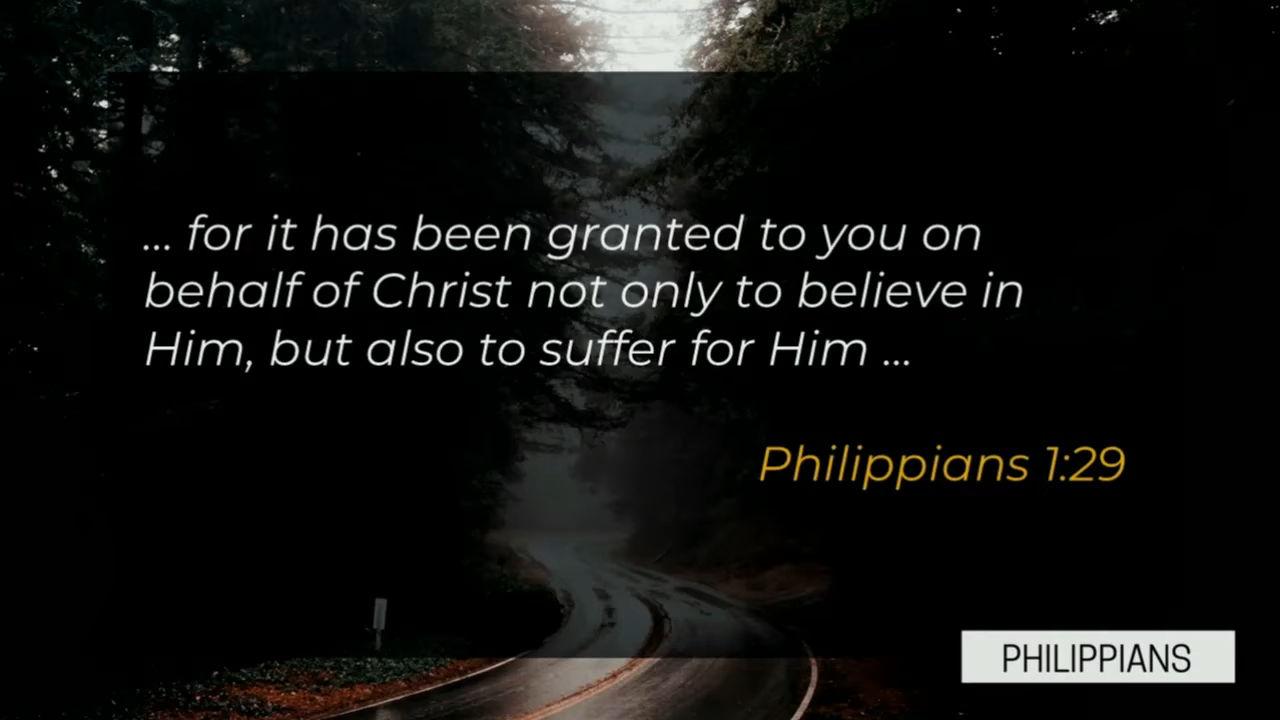 ... for it has been granted to you on
behalf of Christ not only to believe in
Him, but also to suffer for Him ...
Philippians 1:29
PHILIPPIANS